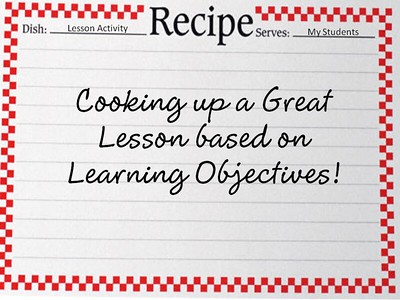 Recipe
Dish: Lesson Activity Serves: My Students
Cooking up a Great
Lesson based on
Learning Objectives!